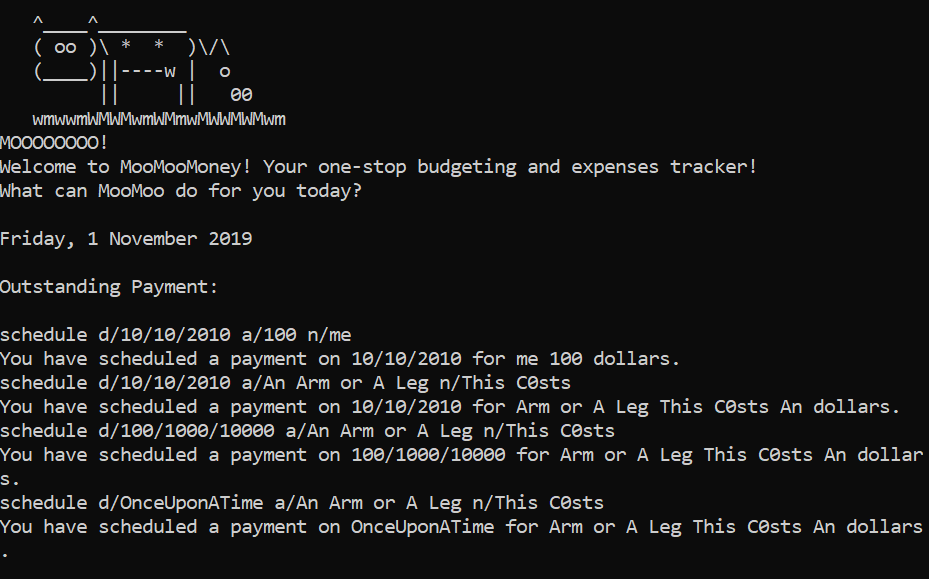 ^____^________
   ( oo )\ *  *  )\/\
   (____)||----w |  o
         ||     ||   00
   wmwwmWMWMwmWMmwMWWMWMwm
MOOOOOOOO!
Welcome to MooMooMoney! Your one-stop budgeting and expenses tracker!
What can MooMoo do for you today?
Friday, 1 November 2019
Outstanding Payment:
schedule d/10/10/2010 a/100 n/me
You have scheduled a payment on 10/10/2010 for me 100 dollars.
schedule d/10/10/2010 a/An Arm or A Leg n/This C0sts
You have scheduled a payment on 10/10/2010 for Arm or A Leg This C0sts An dollars.
schedule d/100/1000/10000 a/An Arm or A Leg n/This C0sts
You have scheduled a payment on 100/1000/10000 for Arm or A Leg This C0sts An dollar
s.
schedule d/OnceUponATime a/An Arm or A Leg n/This C0sts
You have scheduled a payment on OnceUponATime for Arm or A Leg This C0sts An dollars
.